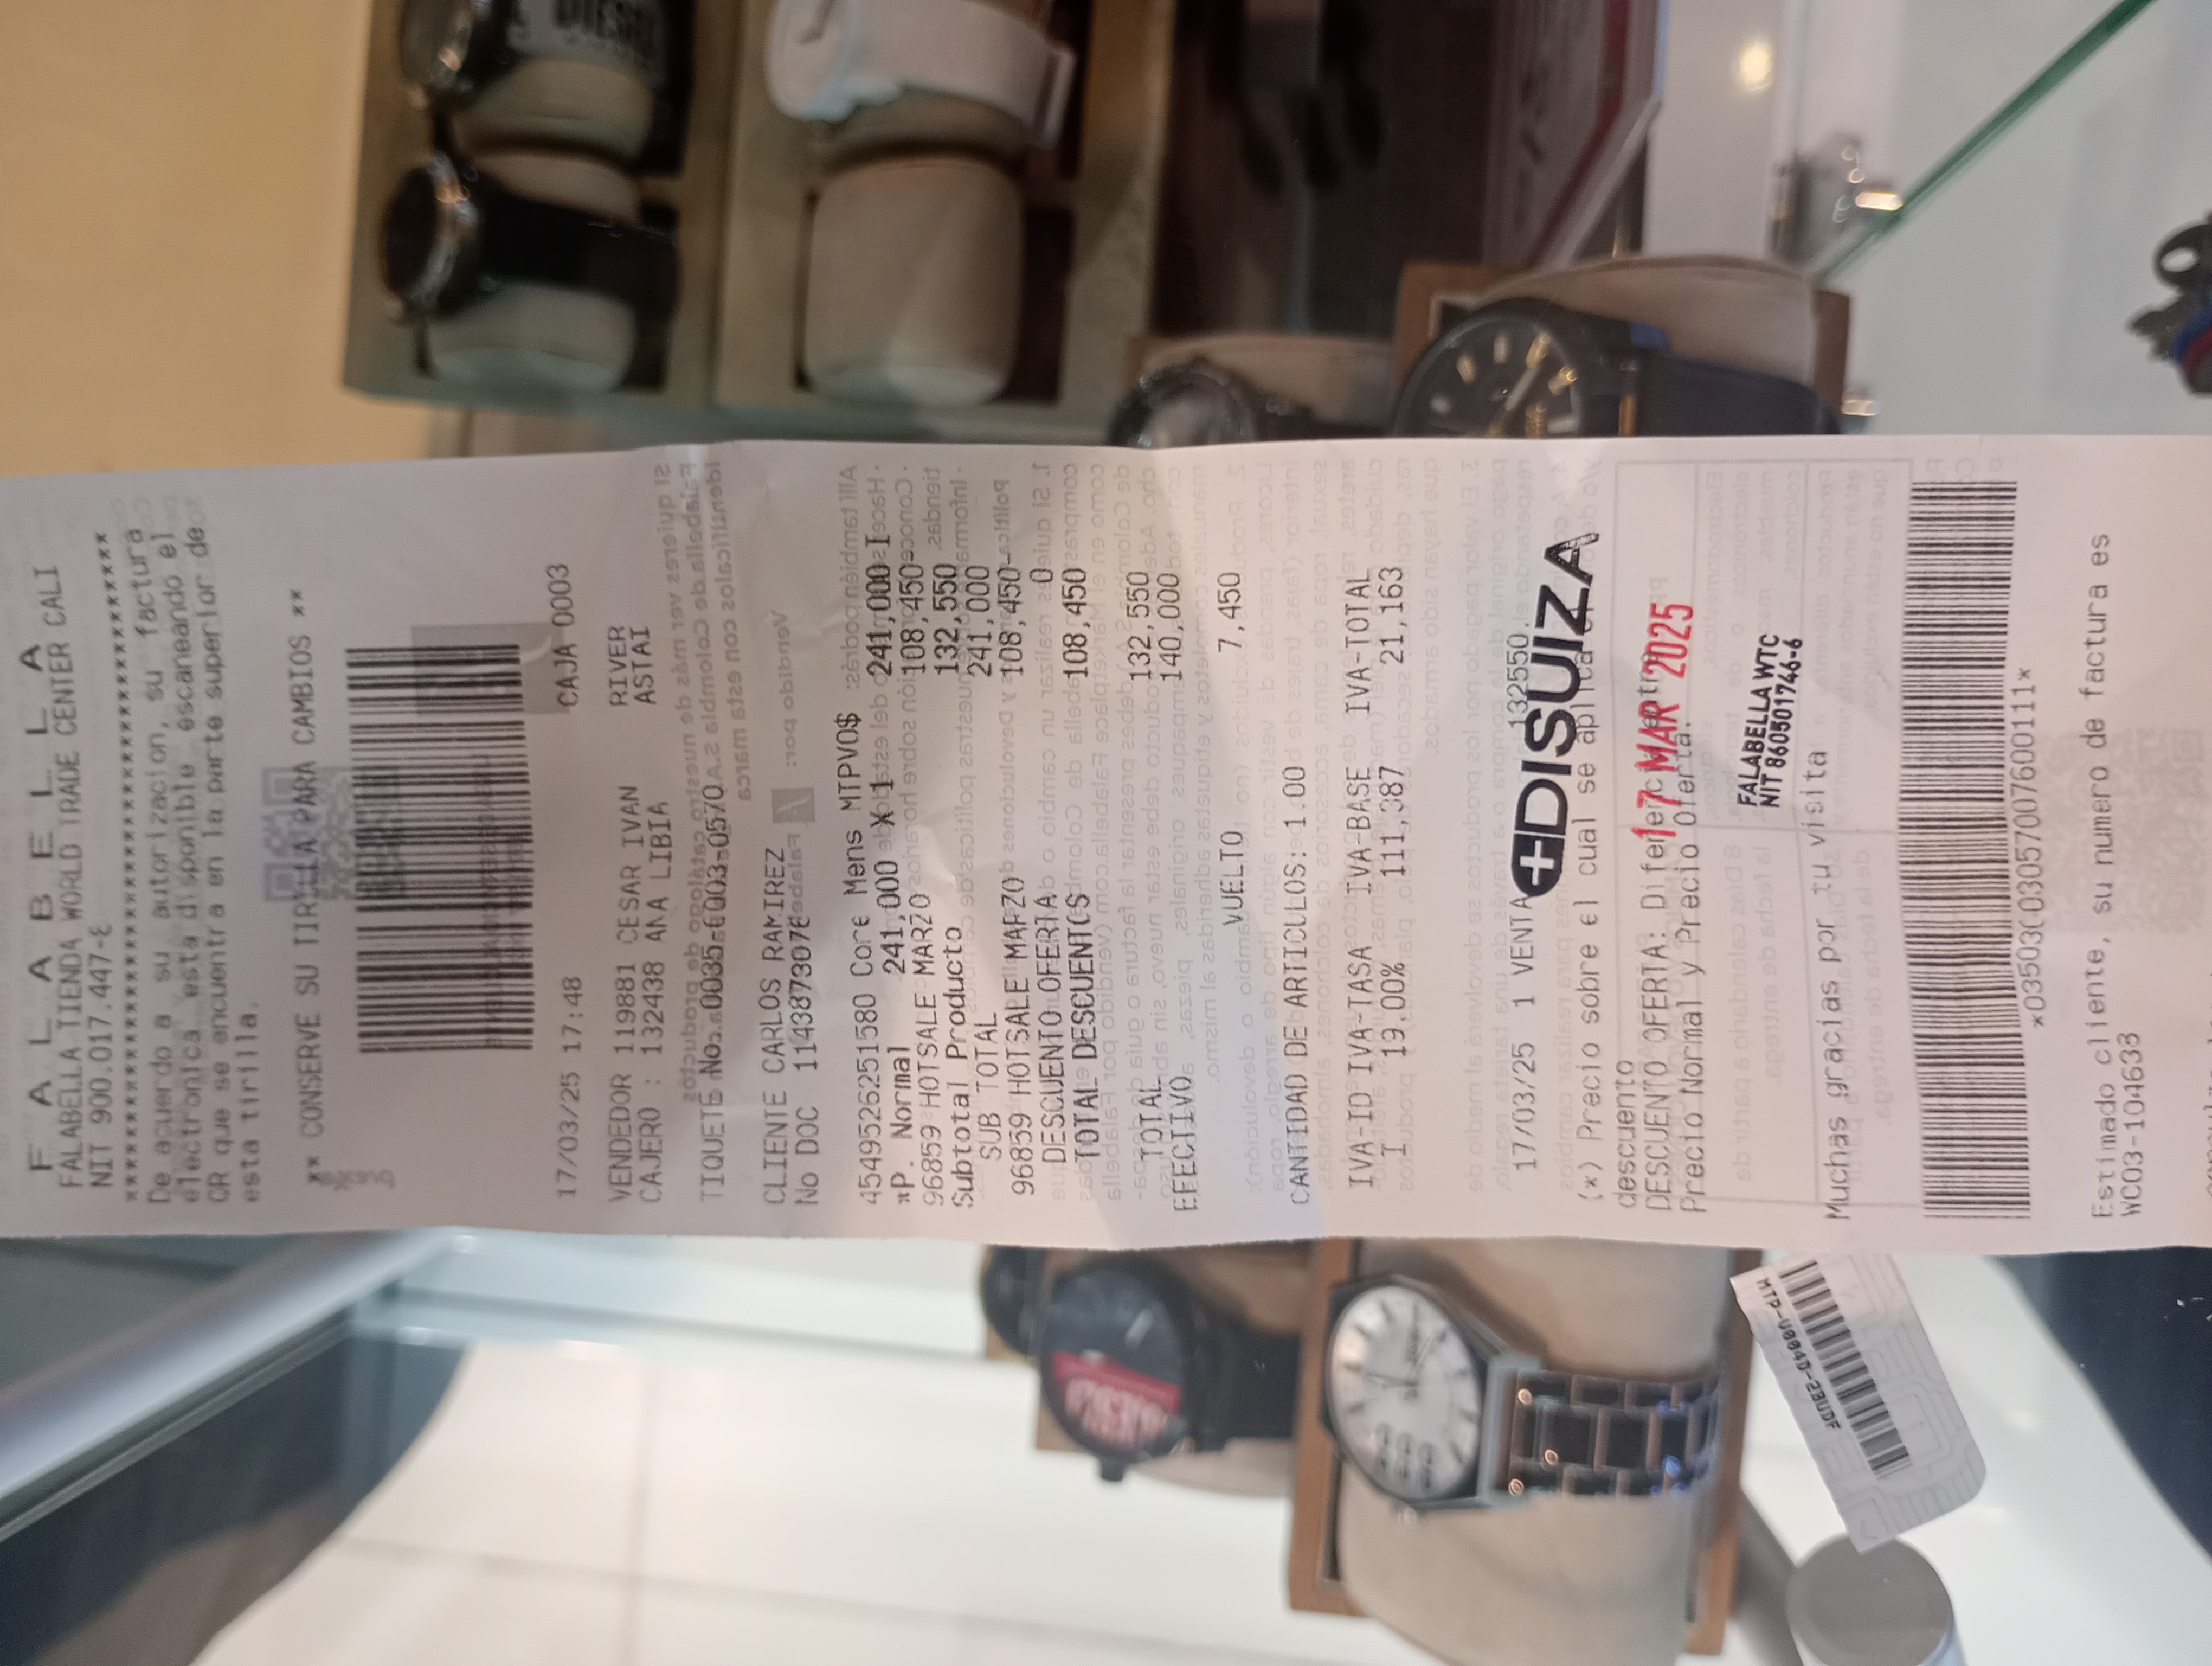 F A L A B E L L A
FALABELLA TIENDA WORLD TRADE CENTER CALI
NIT 900.017.447-8
De acuerdo a su autorizacion, su factura
electronica esta disponible escaneando el
QR que se encuentra en la parte superior de
esta tirilla.
** CONSERVE SU TIRILLA PARA CAMBIOS **
17/03/25 17:48 CAJA 0003
VENDEDOR 119881 CESAR IVAN RIVER
CAJERO : 132438 ANA LIBIA ASTAI
TIQUETE No. 0035-0003-0570
CLIENTE CARLOS RAMIREZ
No DOC
4549526251580 Core Mens MTPVD$
*P. Normal 241,000 X 1 241,000 I
96859 HOTSALE MARZO 108,450-
Subtotal Producto 132,550
SUB TOTAL 241,000
96859 HOTSALE MARZO 108,450-
DESCUENTO OFERTA 0
TOTAL DESCUENTOS 108,450
TOTAL 132,550
EFECTIVO 140,000
VUELTO 7,450
CANTIDAD DE ARTICULOS: 1.00
IVA-ID IVA-TASA IVA-BASE IVA-TOTAL
I 19.00% 111,387 21,163
17/03/25 1 VENTA 132550.
DISUIZA
(*) Precio sobre el cual se aplica el
descuento
DESCUENTO OFERTA: Diferencia entre
Precio Normal y Precio Oferta.
17 MAR 2025
FALABELLA WTC
NIT 860501746-6
Muchas gracias por tu visita
*0350300305700760011​1*
Estimado cliente, su numero de factura es
WC03-104638
DIESEL